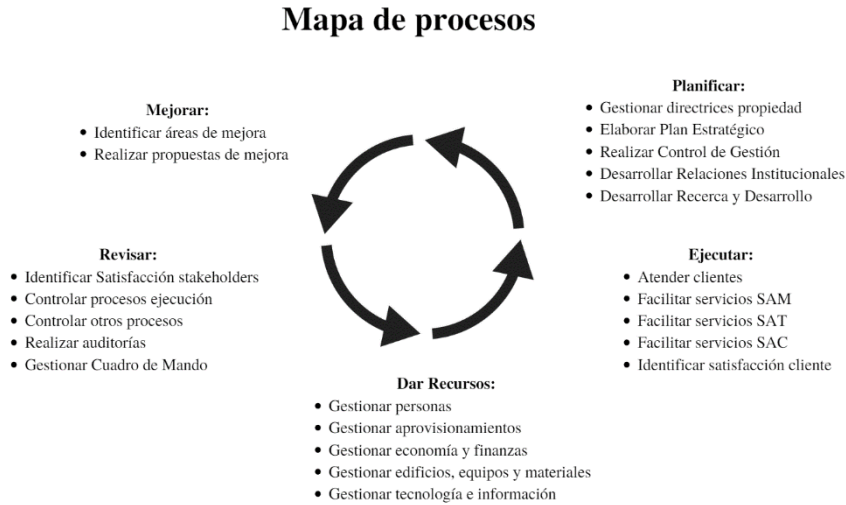 Mapa de procesos
Mejorar:
• Identificar áreas de mejora
• Realizar propuestas de mejora
Planificar:
• Gestionar directrices propiedad
• Elaborar Plan Estratégico
• Realizar Control de Gestión
• Desarrollar Relaciones Institucionales
• Desarrollar Recerca y Desarrollo
Revisar:
• Identificar Satisfacción stakeholders
• Controlar procesos ejecución
• Controlar otros procesos
• Realizar auditorías
• Gestionar Cuadro de Mando
Ejecutar:
• Atender clientes
• Facilitar servicios SAM
• Facilitar servicios SAT
• Facilitar servicios SAC
• Identificar satisfacción cliente
Dar Recursos:
• Gestionar personas
• Gestionar aprovisionamientos
• Gestionar economía y finanzas
• Gestionar edificios, equipos y materiales
• Gestionar tecnología e información